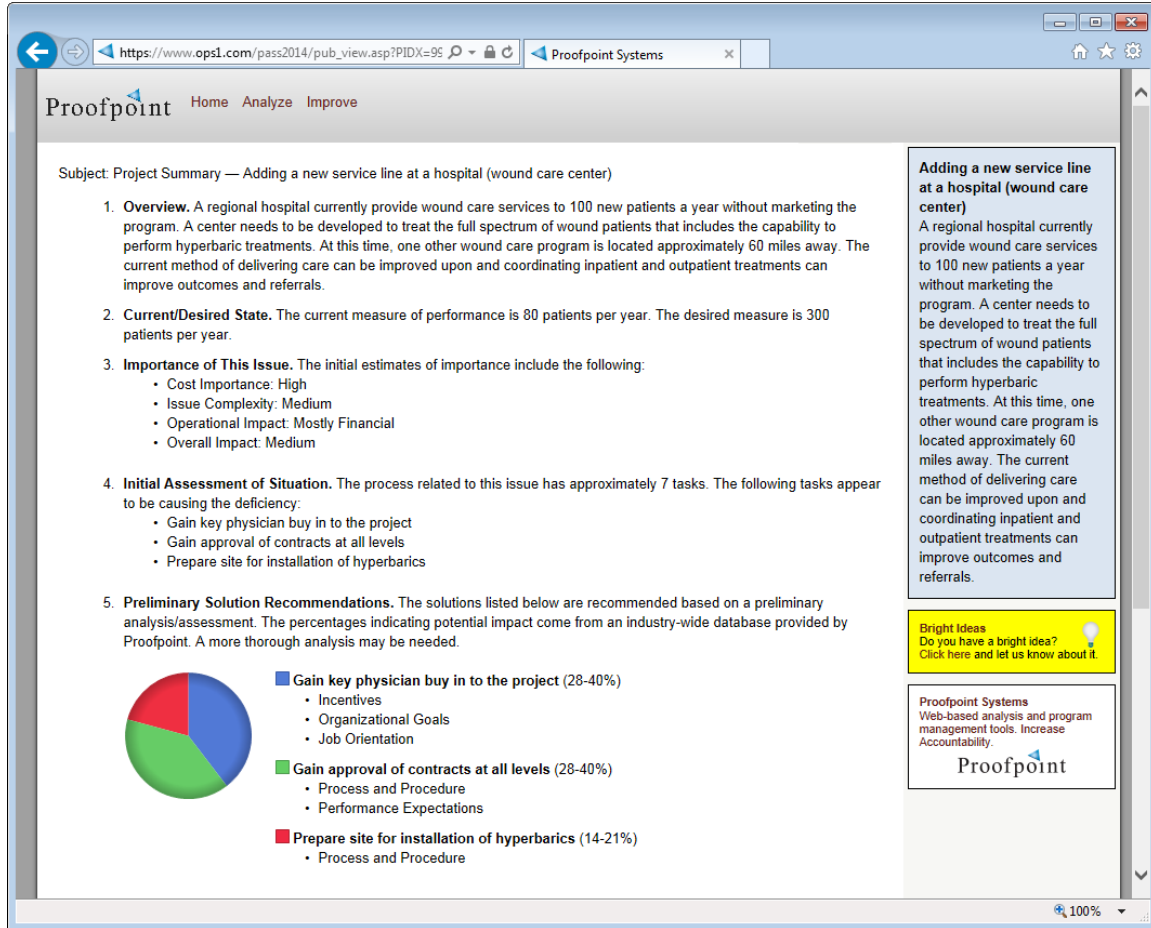 https://www.ops1.com/pass2014/pub_view.asp?PIDX=99
Proofpoint Systems
Proofpoint
Home Analyze Improve
Subject: Project Summary — Adding a new service line at a hospital (wound care center)
1. Overview. A regional hospital currently provide wound care services to 100 new patients a year without marketing the
program. A center needs to be developed to treat the full spectrum of wound patients that includes the capability to
perform hyperbaric treatments. At this time, one other wound care program is located approximately 60 miles away. The
current method of delivering care can be improved upon and coordinating inpatient and outpatient treatments can
improve outcomes and referrals.
2. Current/Desired State. The current measure of performance is 80 patients per year. The desired measure is 300
patients per year.
3. Importance of This Issue. The initial estimates of importance include the following:
• Cost Importance: High
• Issue Complexity: Medium
• Operational Impact: Mostly Financial
• Overall Impact: Medium
4. Initial Assessment of Situation. The process related to this issue has approximately 7 tasks. The following tasks appear
to be causing the deficiency:
• Gain key physician buy in to the project
• Gain approval of contracts at all levels
• Prepare site for installation of hyperbarics
5. Preliminary Solution Recommendations. The solutions listed below are recommended based on a preliminary
analysis/assessment. The percentages indicating potential impact come from an industry-wide database provided by
Proofpoint. A more thorough analysis may be needed.
Gain key physician buy in to the project (28-40%)
• Incentives
• Organizational Goals
• Job Orientation
Gain approval of contracts at all levels (28-40%)
• Process and Procedure
• Performance Expectations
Prepare site for installation of hyperbarics (14-21%)
• Process and Procedure
Adding a new service line
at a hospital (wound care
center)
A regional hospital currently
provide wound care services
to 100 new patients a year
without marketing the
program. A center needs to
be developed to treat the full
spectrum of wound patients
that includes the capability to
perform hyperbaric
treatments. At this time, one
other wound care program is
located approximately 60
miles away. The current
method of delivering care
can be improved upon and
coordinating inpatient and
outpatient treatments can
improve outcomes and
referrals.
Bright Ideas
Do you have a bright idea?
Click here and let us know about it.
Proofpoint Systems
Web-based analysis and program
management tools. Increase
Accountability.
Proofpoint
100%